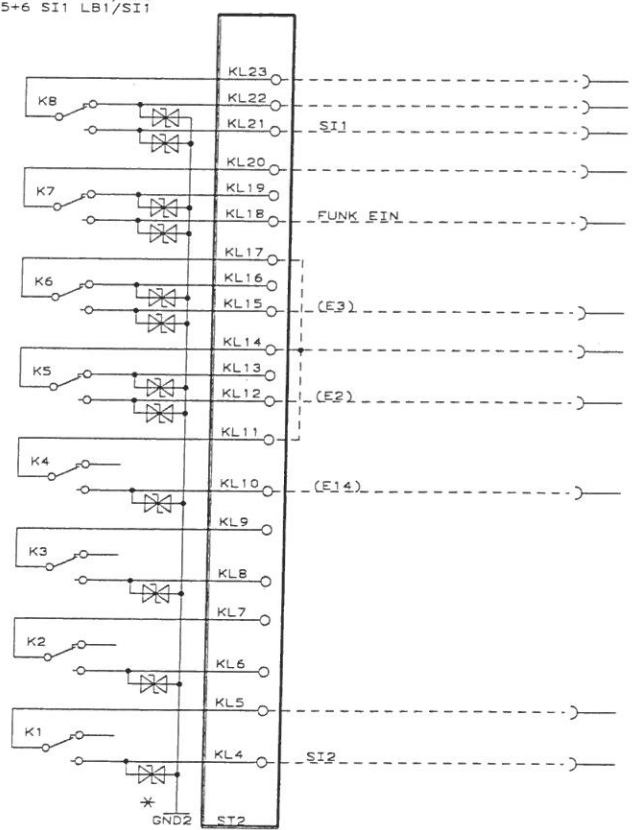 5+6 SI1 LB1/SI1
KL23
K8 KL22
KL21 SI1
KL20
K7 KL19
KL18 FUNK EIN
KL17
K6 KL16
KL15 (E3)
KL14
K5 KL13
KL12 (E2)
KL11
K4
KL10 (E14)
KL9
K3
KL8
KL7
K2
KL6
KL5
K1
KL4 SI2
*
GND2 ST2